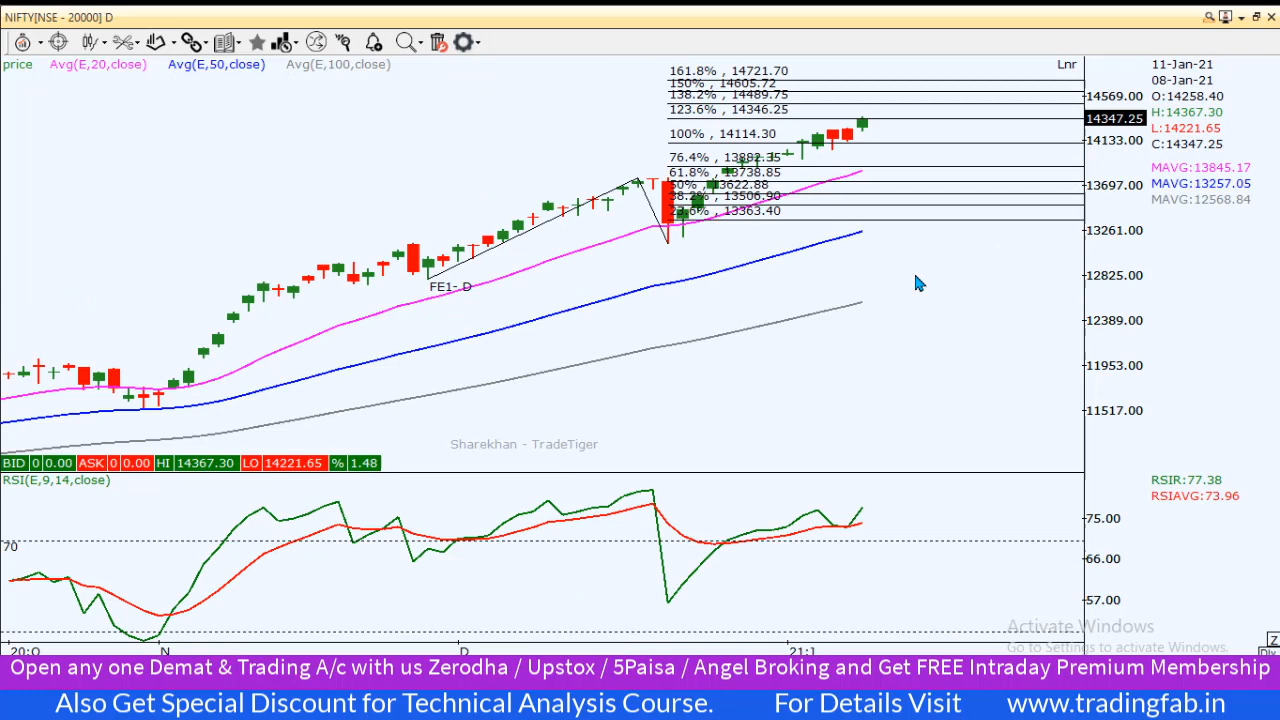 NIFTY[NSE - 20000] D
price Avg(E,20,close) Avg(E,50,close) Avg(E,100,close)
Lnr
11-Jan-21
08-Jan-21
O:14258.40
H:14367.30
L:14221.65
C:14347.25
MAVG:13845.17
MAVG:13257.05
MAVG:12568.84
161.8% , 14721.70
150% , 14605.72
138.2% , 14489.75
123.6% , 14346.25
100% , 14114.30
76.4% , 13882.35
61.8% , 13738.85
50% , 13622.88
38.2% , 13506.90
23.6% , 13363.40
14569.00
14347.25
14133.00
13697.00
13261.00
12825.00
12389.00
11953.00
11517.00
FE1- D
Sharekhan - TradeTiger
BID 0 0.00 ASK 0 0.00 HI 14367.30 LO 14221.65 % 1.48
RSI(E,9,14,close)
RSIR:77.38
RSIAVG:73.96
75.00
70
66.00
57.00
Activate Windows
Go to Settings to activate Windows.
20:O N D 21:1
Z
Div
Open any one Demat & Trading A/c with us Zerodha / Upstox / 5Paisa / Angel Broking and Get FREE Intraday Premium Membership
Also Get Special Discount for Technical Analysis Course. For Details Visit www.tradingfab.in